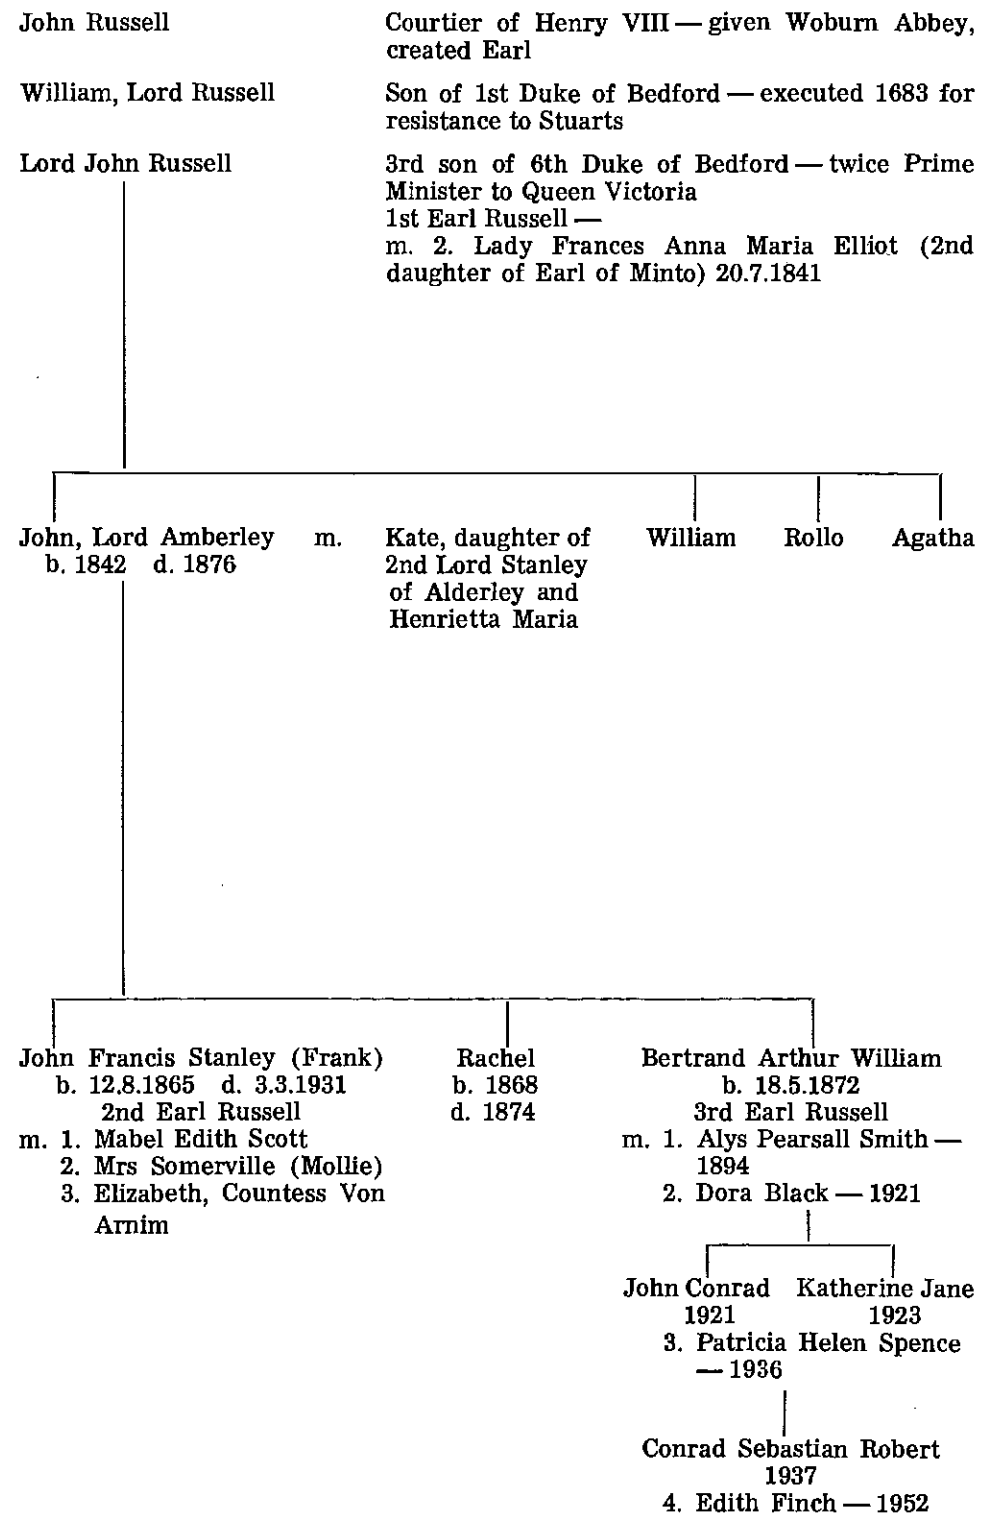 John Russell
Courtier of Henry VIII — given Woburn Abbey,
created Earl
William, Lord Russell
Son of 1st Duke of Bedford — executed 1683 for
resistance to Stuarts
Lord John Russell
3rd son of 6th Duke of Bedford — twice Prime
Minister to Queen Victoria
1st Earl Russell —
m. 2. Lady Frances Anna Maria Elliot (2nd
daughter of Earl of Minto) 20.7.1841
John, Lord Amberley m.
b. 1842 d. 1876
Kate, daughter of
2nd Lord Stanley
of Alderley and
Henrietta Maria
William
Rollo
Agatha
John Francis Stanley (Frank)
b. 12.8.1865 d. 3.3.1931
2nd Earl Russell
m. 1. Mabel Edith Scott
2. Mrs Somerville (Mollie)
3. Elizabeth, Countess Von
Arnim
Rachel
b. 1868
d. 1874
Bertrand Arthur William
b. 18.5.1872
3rd Earl Russell
m. 1. Alys Pearsall Smith —
1894
2. Dora Black — 1921
John Conrad
1921
Katherine Jane
1923
3. Patricia Helen Spence
— 1936
Conrad Sebastian Robert
1937
4. Edith Finch — 1952